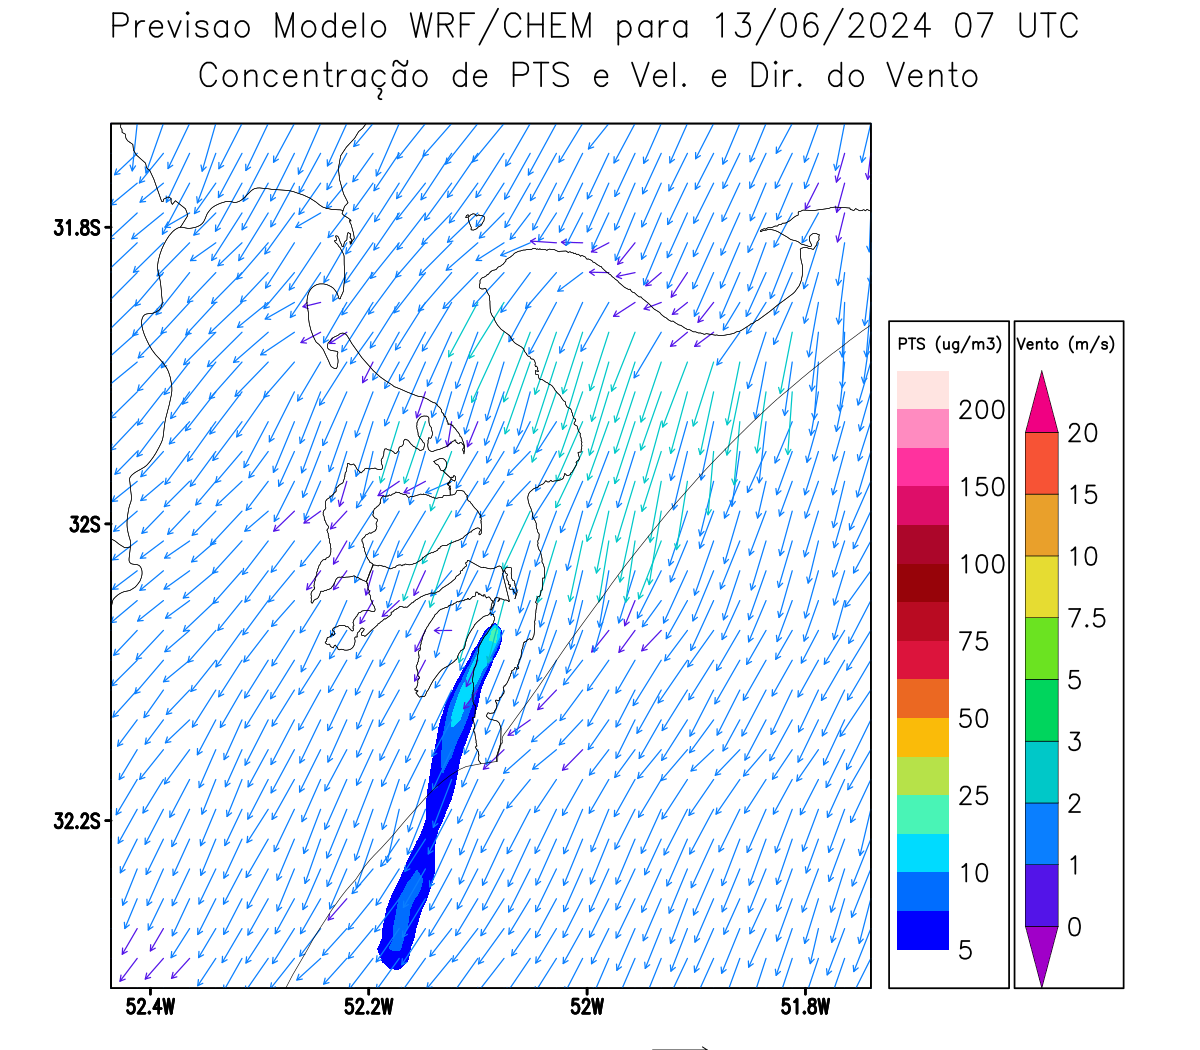 Previsao Modelo WRF/CHEM para 13/06/2024 07 UTC
Concentração de PTS e Vel. e Dir. do Vento
31.8S
32S
32.2S
52.4W
52.2W
52W
51.8W
PTS (ug/m3)
200
150
100
75
50
25
10
5
Vento (m/s)
20
15
10
7.5
5
3
2
1
0